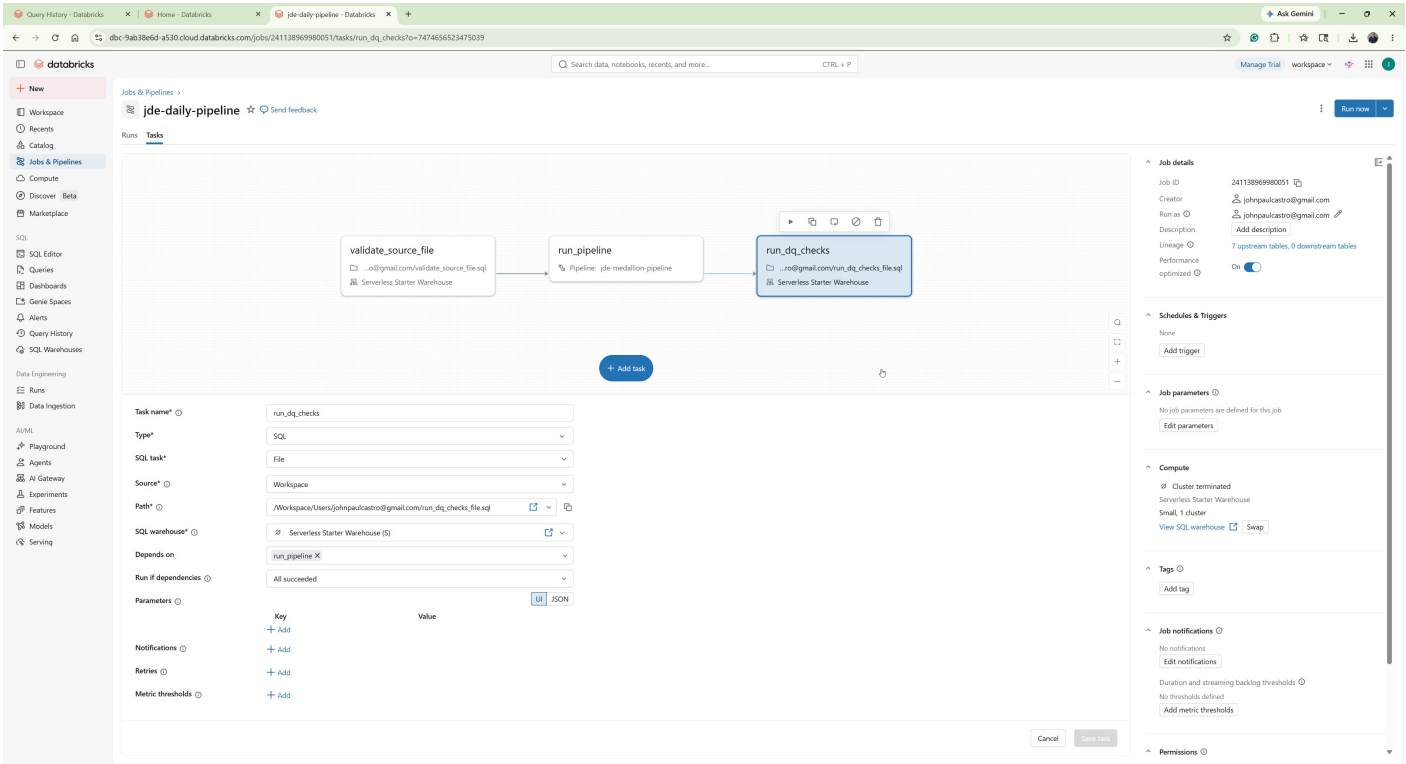 Query History - Databricks
Home - Databricks
jde-daily-pipeline - Databricks
Ask Gemini
dbc-9ab38e6d-a530.cloud.databricks.com/jobs/241138969980051/tasks/run_dq_checks?o=7474656523475039
databricks
Search data, notebooks, recents, and more...
CTRL + P
Manage Trial
workspace
J
New
Workspace
Recents
Catalog
Jobs & Pipelines
Compute
Discover Beta
Marketplace
SQL
SQL Editor
Queries
Dashboards
Genie Spaces
Alerts
Query History
SQL Warehouses
Data Engineering
Runs
Data Ingestion
AI/ML
Playground
Agents
AI Gateway
Experiments
Features
Models
Serving
Jobs & Pipelines ›
jde-daily-pipeline
Send feedback
Run now
Runs Tasks
validate_source_file
...o@gmail.com/validate_source_file.sql
Serverless Starter Warehouse
run_pipeline
Pipeline: jde-medallion-pipeline
run_dq_checks
...ro@gmail.com/run_dq_checks_file.sql
Serverless Starter Warehouse
+ Add task
Task name* run_dq_checks
Type* SQL
SQL task* File
Source* Workspace
Path* /Workspace/Users/johnpaulcastro@gmail.com/run_dq_checks_file.sql
SQL warehouse* Serverless Starter Warehouse (S)
Depends on run_pipeline
Run if dependencies All succeeded
Parameters UI JSON
Key Value
+ Add
Notifications + Add
Retries + Add
Metric thresholds + Add
Cancel Save task
Job details
Job ID 241138969980051
Creator johnpaulcastro@gmail.com
Run as johnpaulcastro@gmail.com
Description Add description
Lineage 7 upstream tables, 0 downstream tables
Performance optimized On
Schedules & Triggers
None
Add trigger
Job parameters
No job parameters are defined for this job
Edit parameters
Compute
Cluster terminated
Serverless Starter Warehouse
Small, 1 cluster
View SQL warehouse Swap
Tags
Add tag
Job notifications
No notifications
Edit notifications
Duration and streaming backlog thresholds
No thresholds defined
Add metric thresholds
Permissions